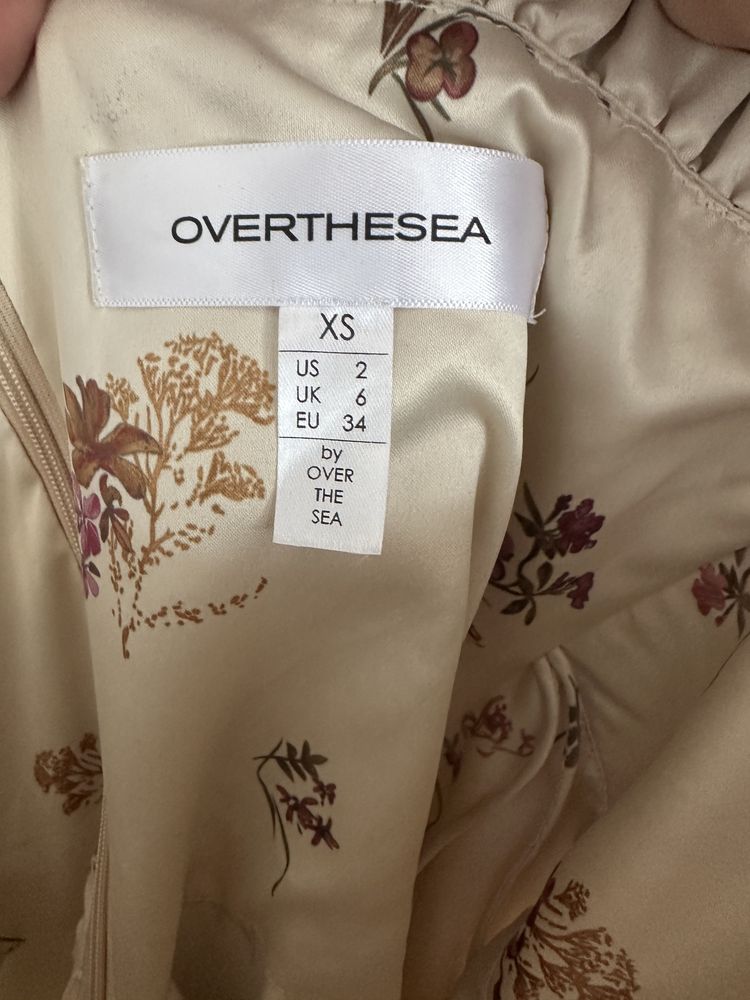 OVERTHESEA
XS
US 2
UK 6
EU 34
by
OVER
THE
SEA